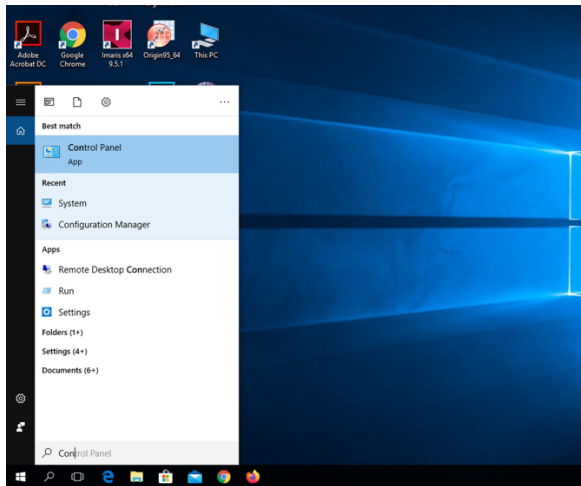 Adobe
Acrobat DC
Google
Chrome
Imaris x64
9.5.1
Origin95_64
This PC
Best match
Control Panel
App
Recent
System
Configuration Manager
Apps
Remote Desktop Connection
Run
Settings
Folders (1+)
Settings (4+)
Documents (6+)
Control Panel